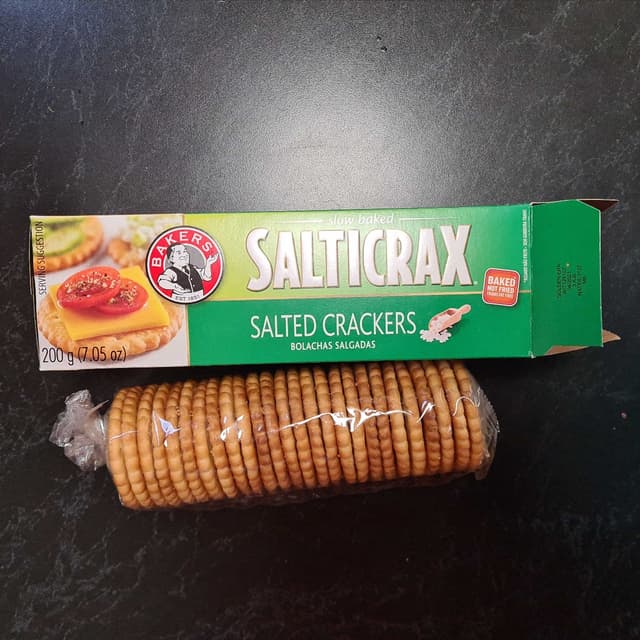 SERVING SUGGESTION
BAKERS
EST 1851
slow baked
SALTICRAX
SALTED CRACKERS
BOLACHAS SALGADAS
BAKED
NOT FRIED
200 g (7.05 oz)